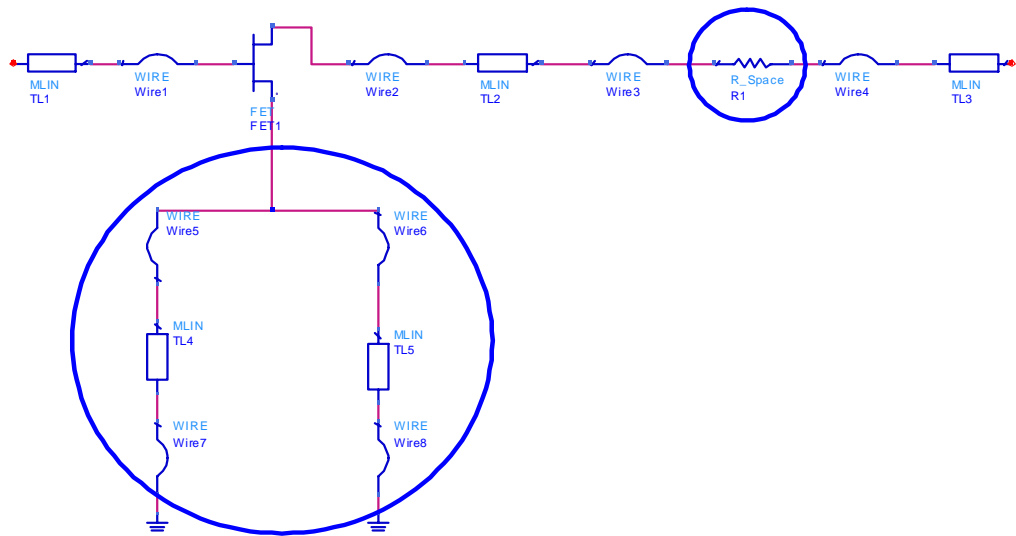 MLIN
TL1
WIRE
Wire1
FET
FET1
WIRE
Wire2
MLIN
TL2
WIRE
Wire3
R_Space
R1
WIRE
Wire4
MLIN
TL3
WIRE
Wire5
WIRE
Wire6
MLIN
TL4
MLIN
TL5
WIRE
Wire7
WIRE
Wire8